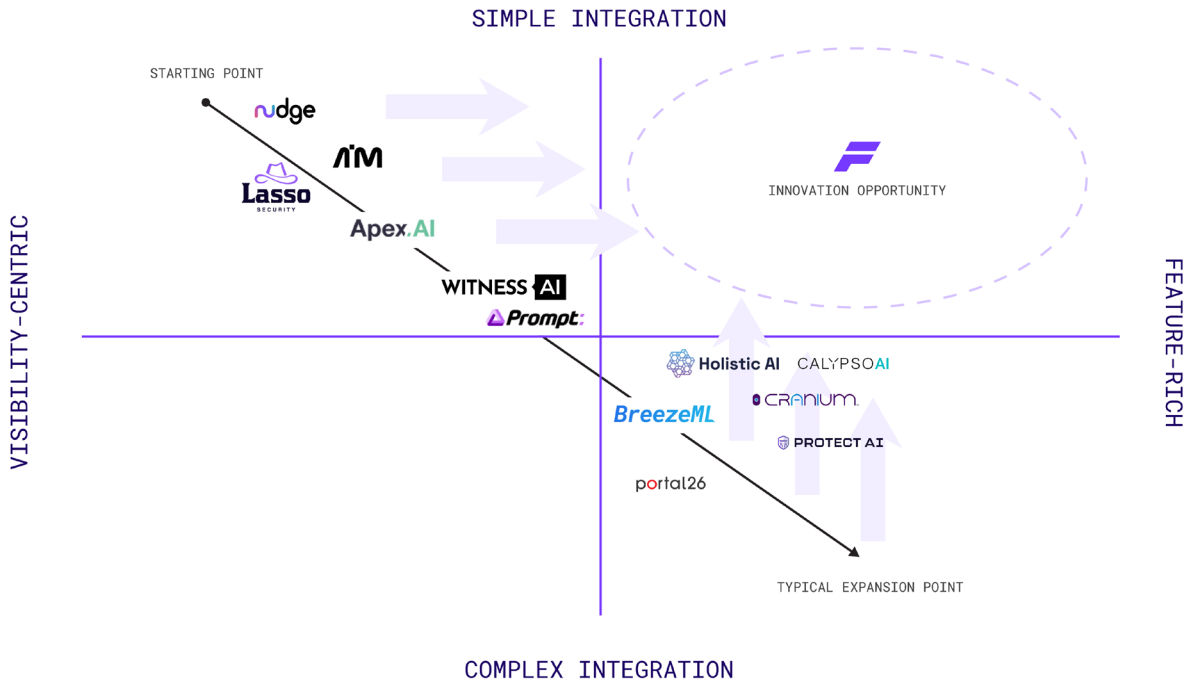 SIMPLE INTEGRATION
STARTING POINT
nudge
AIM
Lasso
SECURITY
Apex.AI
WITNESS AI
Prompt:
INNOVATION OPPORTUNITY
VISIBILITY-CENTRIC
FEATURE-RICH
Holistic AI
CALYPSOAI
CRANIUM
BreezeML
PROTECT AI
portal26
TYPICAL EXPANSION POINT
COMPLEX INTEGRATION